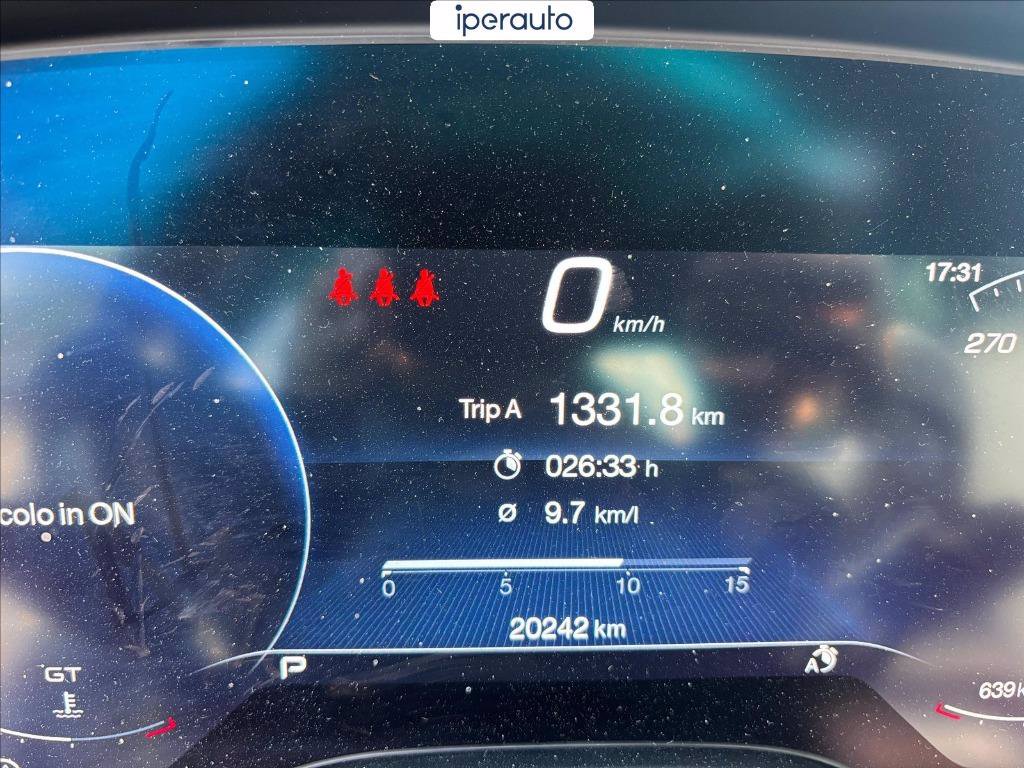 iperauto
17:31
0 km/h
270
Trip A 1331.8 km
026:33 h
ø 9.7 km/l
colo in ON
0 5 10 15
20242 km
P
A
GT
639